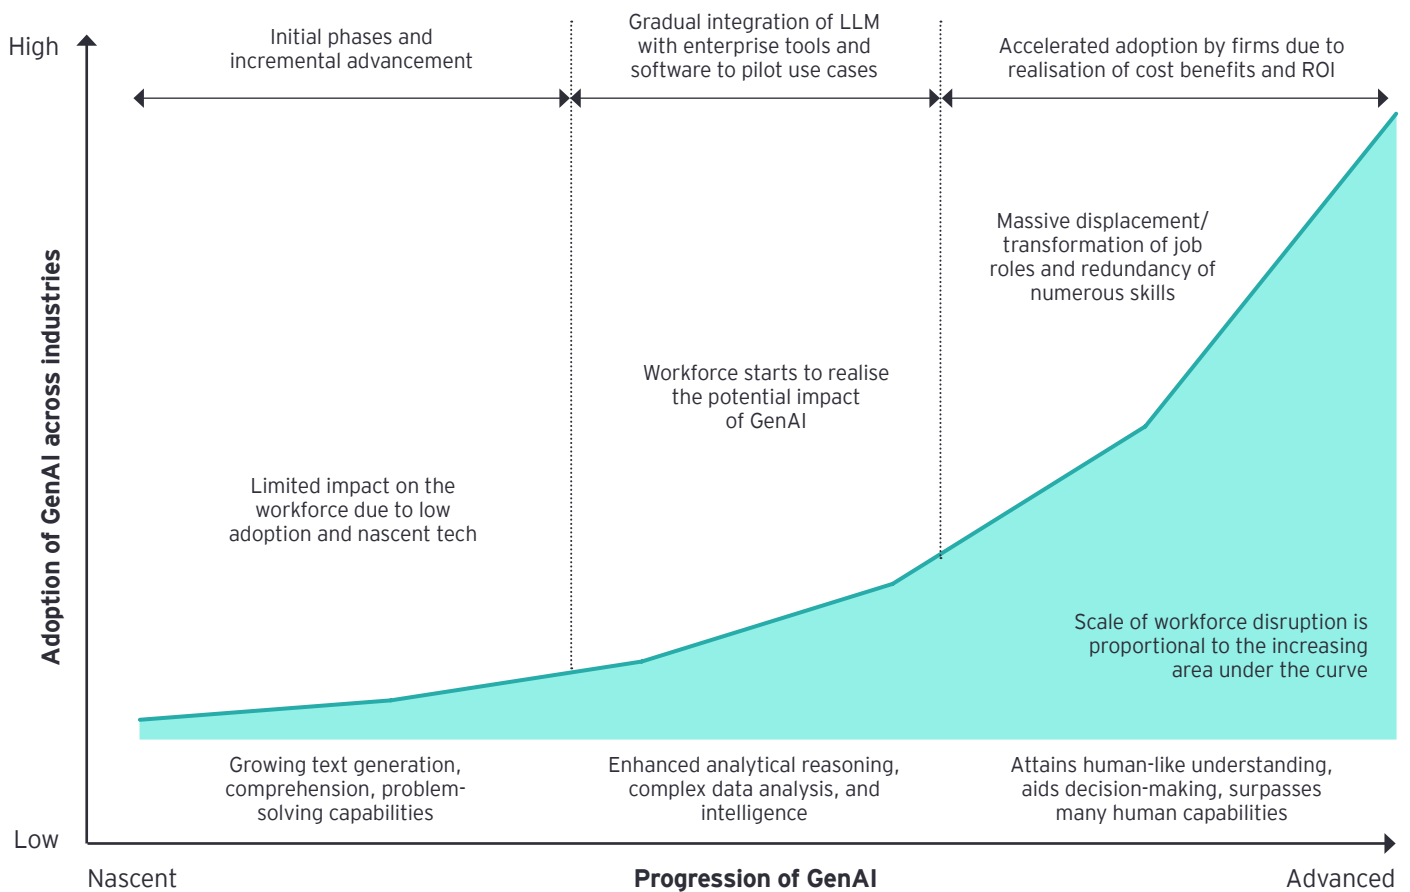 High
Initial phases and
incremental advancement
Gradual integration of LLM
with enterprise tools and
software to pilot use cases
Accelerated adoption by firms due to
realisation of cost benefits and ROI
Adoption of GenAI across industries
Limited impact on the
workforce due to low
adoption and nascent tech
Workforce starts to realise
the potential impact
of GenAI
Massive displacement/
transformation of job
roles and redundancy of
numerous skills
Scale of workforce disruption is
proportional to the increasing
area under the curve
Growing text generation,
comprehension, problem-
solving capabilities
Enhanced analytical reasoning,
complex data analysis, and
intelligence
Attains human-like understanding,
aids decision-making, surpasses
many human capabilities
Low
Nascent
Progression of GenAI
Advanced